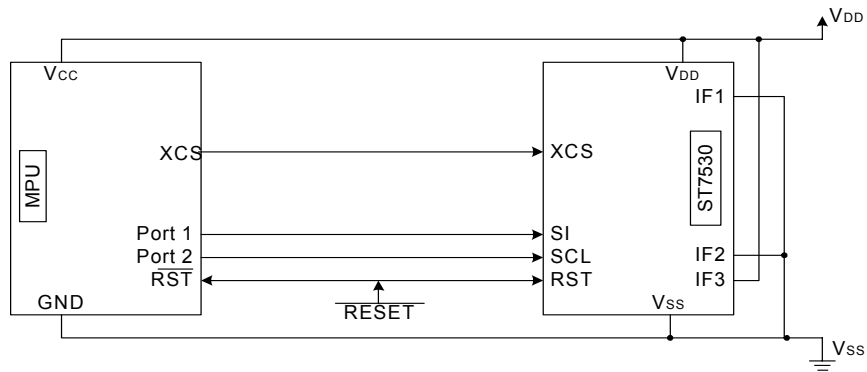 VDD
VCC
VDD
IF1
XCS
XCS
MPU
ST7530
Port 1
SI
Port 2
SCL
IF2
RST
RST
IF3
GND
RESET
VSS
VSS